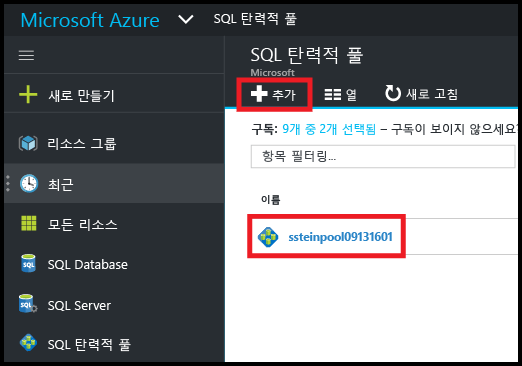 Microsoft Azure SQL 탄력적 풀
새로 만들기
리소스 그룹
최근
모든 리소스
SQL SQL Database
SQL SQL Server
SQL 탄력적 풀
SQL 탄력적 풀
Microsoft
추가 열 새로 고침
구독: 9개 중 2개 선택됨 – 구독이 보이지 않으세요?
항목 필터링...
이름
ssteinpool09131601